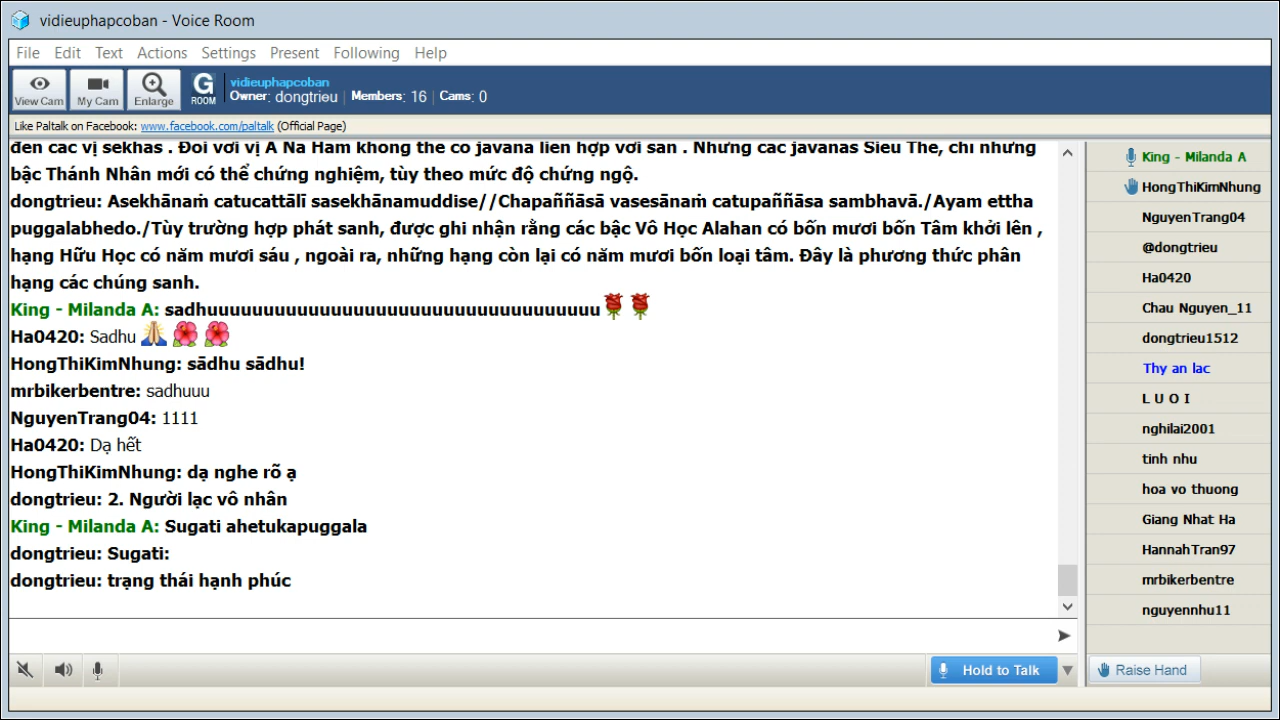 vidieuphapcoban - Voice Room
File Edit Text Actions Settings Present Following Help
View Cam
My Cam
Enlarge
G ROOM
vidieuphapcoban
Owner: dongtrieu | Members: 16 | Cams: 0
Like Paltalk on Facebook: www.facebook.com/paltalk (Official Page)
đến các vị sekhas . Đối với vị A Na Hàm không thể có javana liên hợp với sân . Nhưng các javanas Siêu Thế, chỉ những
bậc Thánh Nhân mới có thể chứng nghiệm, tùy theo mức độ chứng ngộ.
dongtrieu: Asekhānaṁ catucattālī sasekhānamuddise//Chapaññāsā vasesānaṁ catupaññāsa sambhavā./Ayam ettha
puggalabhedo./Tùy trường hợp phát sanh, được ghi nhận rằng các bậc Vô Học Alahan có bốn mươi bốn Tâm khởi lên ,
hạng Hữu Học có năm mươi sáu , ngoài ra, những hạng còn lại có năm mươi bốn loại tâm. Đây là phương thức phân
hạng các chúng sanh.
King - Milanda A: sadhuuuuuuuuuuuuuuuuuuuuuuuuuuuuuuuuuuu
Ha0420: Sadhu
HongThiKimNhung: sādhu sādhu!
mrbikerbentre: sadhuuu
NguyenTrang04: 1111
Ha0420: Dạ hết
HongThiKimNhung: dạ nghe rõ ạ
dongtrieu: 2. Người lạc vô nhân
King - Milanda A: Sugati ahetukapuggala
dongtrieu: Sugati:
dongtrieu: trạng thái hạnh phúc
King - Milanda A
HongThiKimNhung
NguyenTrang04
@dongtrieu
Ha0420
Chau Nguyen_11
dongtrieu1512
Thy an lac
L U O I
nghilai2001
tinh nhu
hoa vo thuong
Giang Nhat Ha
HannahTran97
mrbikerbentre
nguyennhu11
Hold to Talk
Raise Hand